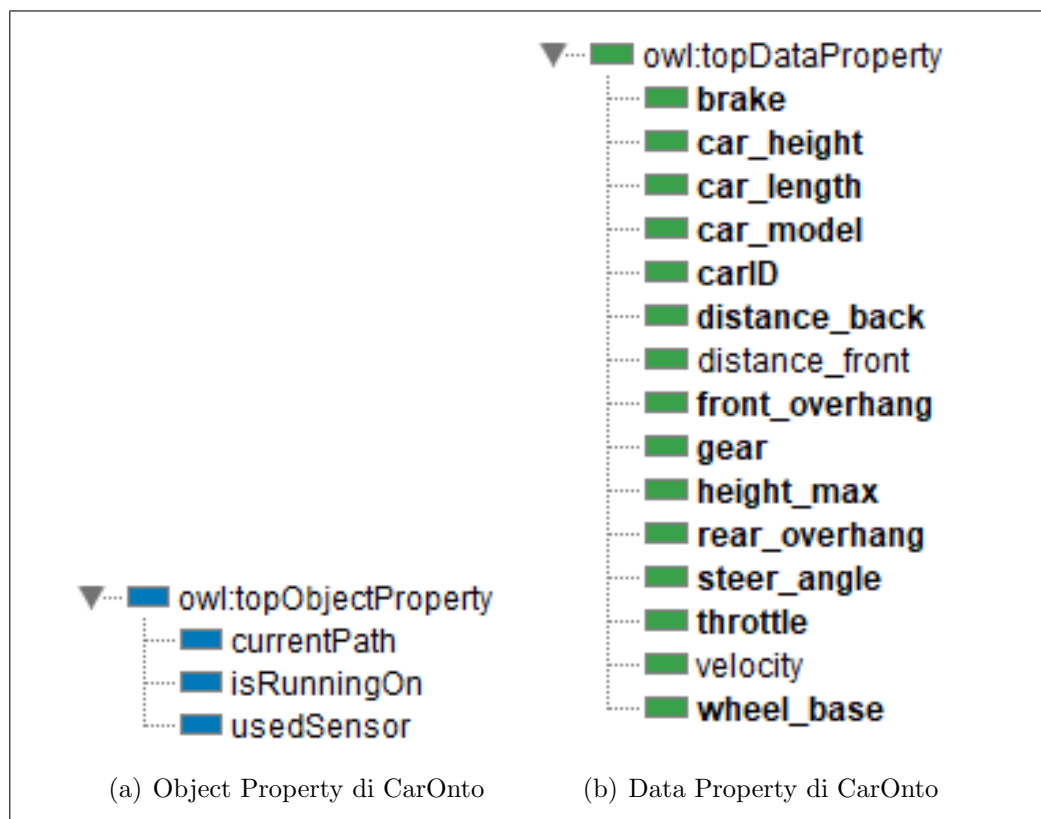 owl:topObjectProperty
currentPath
isRunningOn
usedSensor
(a) Object Property di CarOnto
owl:topDataProperty
brake
car_height
car_length
car_model
carID
distance_back
distance_front
front_overhang
gear
height_max
rear_overhang
steer_angle
throttle
velocity
wheel_base
(b) Data Property di CarOnto